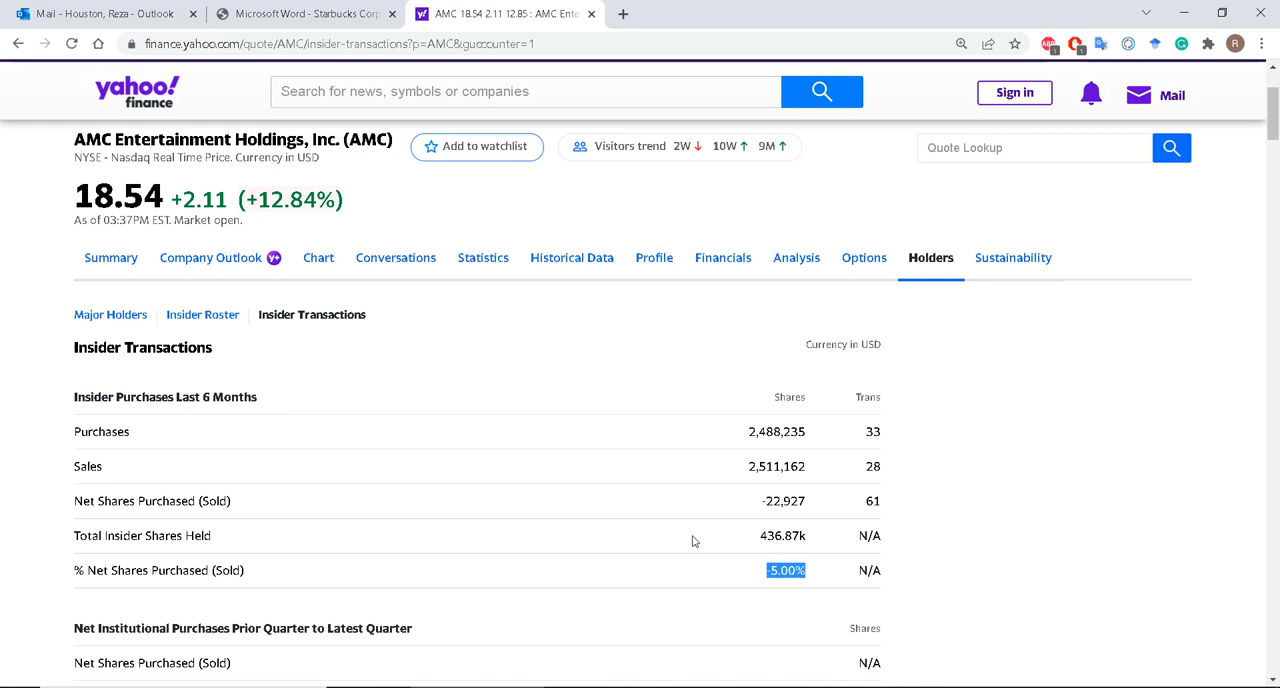 Mail - Houston, Reza - Outlook
Microsoft Word - Starbucks Corp
AMC 18.54 2.11 12.85 : AMC Ente
finance.yahoo.com/quote/AMC/insider-transactions?p=AMC&guccounter=1
ABP
1
1
G
R
yahoo!
finance
Search for news, symbols or companies
Sign in
Mail
AMC Entertainment Holdings, Inc. (AMC)
NYSE - Nasdaq Real Time Price. Currency in USD
Add to watchlist
Visitors trend 2W ↓ 10W ↑ 9M ↑
Quote Lookup
18.54 +2.11 (+12.84%)
As of 03:37PM EST. Market open.
Summary Company Outlook Y+ Chart Conversations Statistics Historical Data Profile Financials Analysis Options Holders Sustainability
Major Holders Insider Roster Insider Transactions
Insider Transactions Currency in USD
Insider Purchases Last 6 Months Shares Trans
Purchases 2,488,235 33
Sales 2,511,162 28
Net Shares Purchased (Sold) -22,927 61
Total Insider Shares Held 436.87k N/A
% Net Shares Purchased (Sold) -5.00% N/A
Net Institutional Purchases Prior Quarter to Latest Quarter Shares
Net Shares Purchased (Sold) N/A